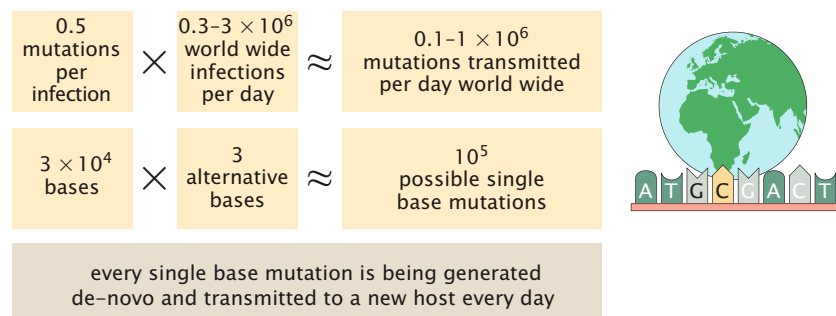 0.5
mutations
per
infection
×
0.3–3 × 10⁶
world wide
infections
per day
≈
0.1–1 × 10⁶
mutations transmitted
per day world wide
3 × 10⁴
bases
×
3
alternative
bases
≈
10⁵
possible single
base mutations
A T G C G A C T
every single base mutation is being generated
de–novo and transmitted to a new host every day